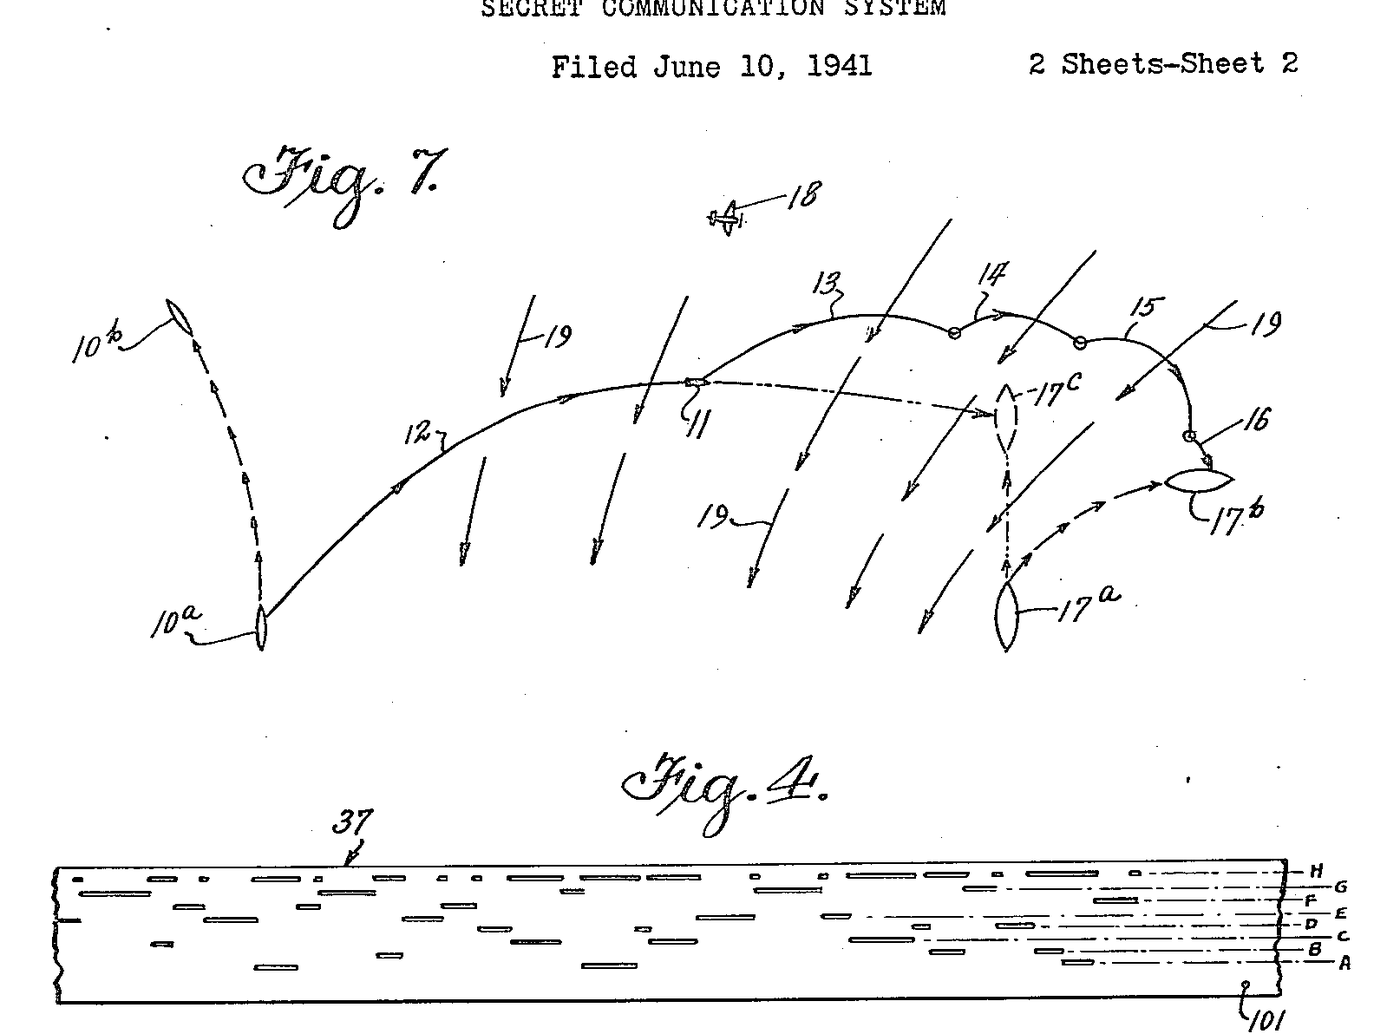 SECRET COMMUNICATION SYSTEM
Filed June 10, 1941 2 Sheets-Sheet 2
Fig. 7.
18
13
14
15
19
10b
19
17c
11
12
16
19
17b
10a
17a
Fig. 4.
37
H
G
F
E
D
C
B
A
101